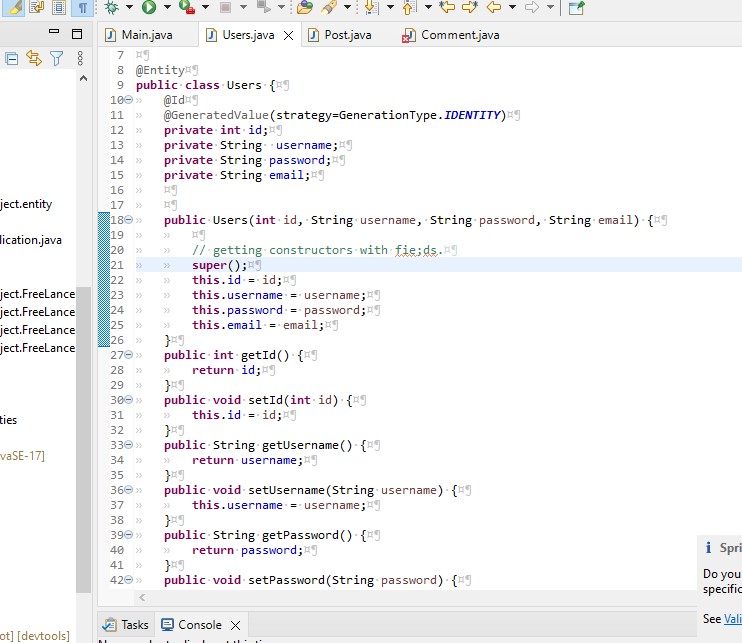 Main.java Users.java Post.java Comment.java
7
8 @Entity
9 public class Users {
10 @Id
11 @GeneratedValue(strategy=GenerationType.IDENTITY)
12 private int id;
13 private String  username;
14 private String password;
15 private String email;
16
17
18 public Users(int id, String username, String password, String email) {
19
20 // getting constructors with fie;ds.
21 super();
22 this.id = id;
23 this.username = username;
24 this.password = password;
25 this.email = email;
26 }
27 public int getId() {
28 return id;
29 }
30 public void setId(int id) {
31 this.id = id;
32 }
33 public String getUsername() {
34 return username;
35 }
36 public void setUsername(String username) {
37 this.username = username;
38 }
39 public String getPassword() {
40 return password;
41 }
42 public void setPassword(String password) {
ject.entity
lication.java
ject.FreeLance
ject.FreeLance
ject.FreeLance
ject.FreeLance
ties
vaSE-17]
ot] [devtools]
Spri
Do you
specific
See Vali
Tasks Console